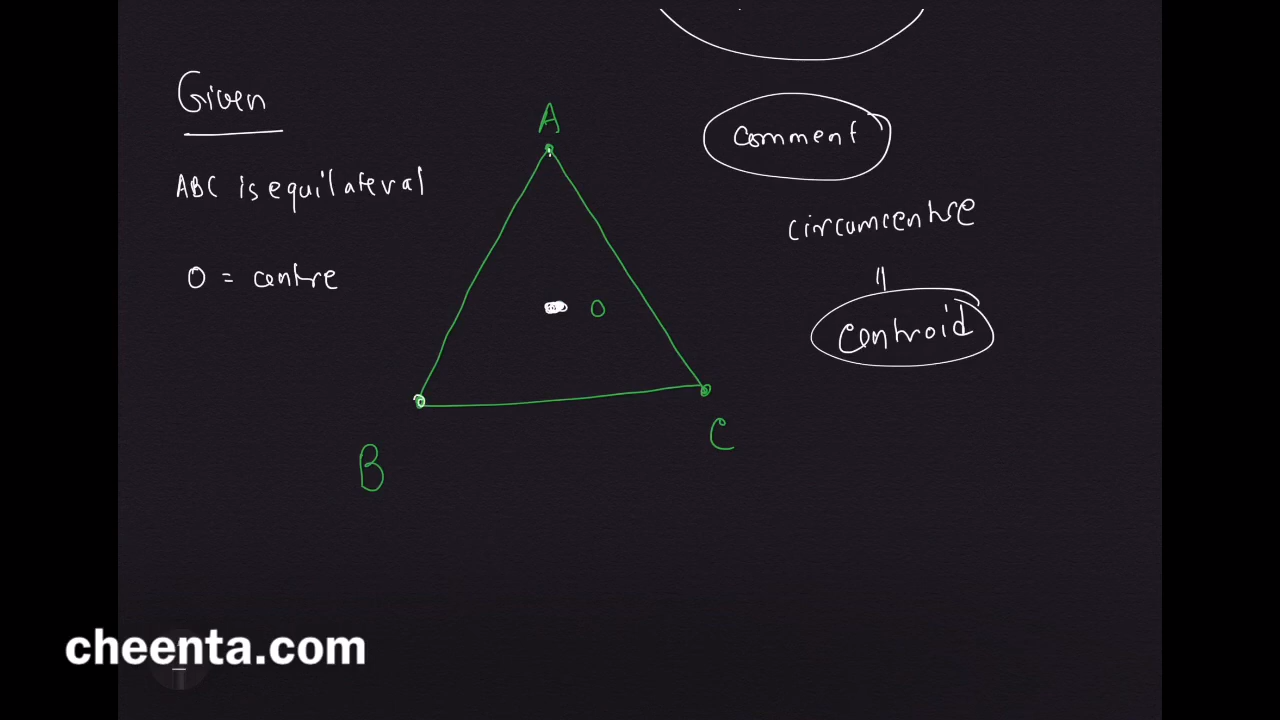 Given
ABC is equilateral
O = centre
A
O
B
C
comment
circumcentre
=
centroid
cheenta.com